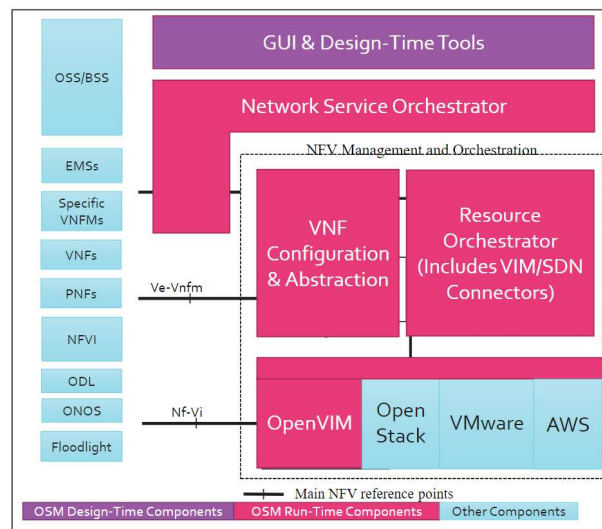 GUI & Design-Time Tools
OSS/BSS
Network Service Orchestrator
NFV Management and Orchestration
EMSs
Specific
VNFMs
VNFs
PNFs
NFVI
ODL
ONOS
Floodlight
VNF
Configuration
& Abstraction
Resource
Orchestrator
(Includes VIM/SDN
Connectors)
Ve-Vnfm
Nf-Vi
OpenVIM
Open
Stack
VMware
AWS
Main NFV reference points
OSM Design-Time Components
OSM Run-Time Components
Other Components